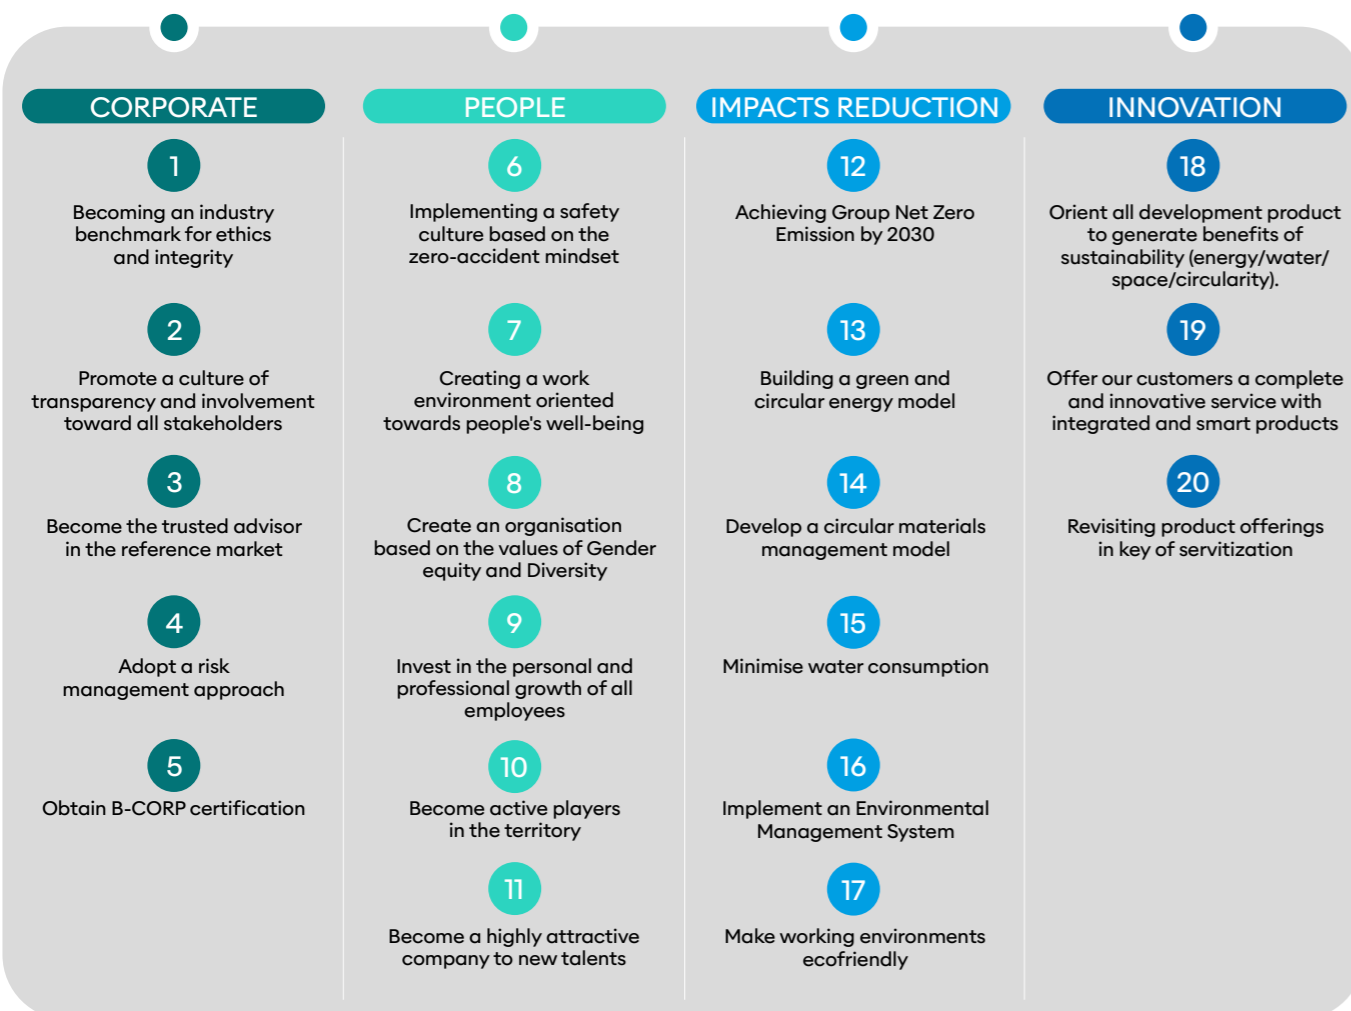 CORPORATE
1
Becoming an industry
benchmark for ethics
and integrity
2
Promote a culture of
transparency and involvement
toward all stakeholders
3
Become the trusted advisor
in the reference market
4
Adopt a risk
management approach
5
Obtain B-CORP certification
PEOPLE
6
Implementing a safety
culture based on the
zero-accident mindset
7
Creating a work
environment oriented
towards people's well-being
8
Create an organisation
based on the values of Gender
equity and Diversity
9
Invest in the personal and
professional growth of all
employees
10
Become active players
in the territory
11
Become a highly attractive
company to new talents
IMPACTS REDUCTION
12
Achieving Group Net Zero
Emission by 2030
13
Building a green and
circular energy model
14
Develop a circular materials
management model
15
Minimise water consumption
16
Implement an Environmental
Management System
17
Make working environments
ecofriendly
INNOVATION
18
Orient all development product
to generate benefits of
sustainability (energy/water/
space/circularity).
19
Offer our customers a complete
and innovative service with
integrated and smart products
20
Revisiting product offerings
in key of servitization